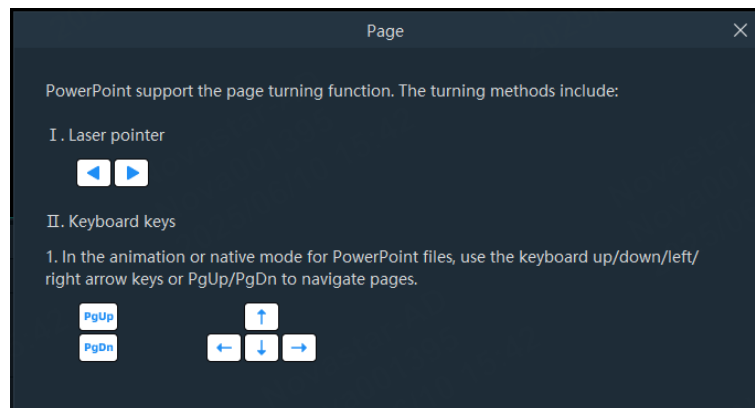 Page
PowerPoint support the page turning function. The turning methods include:
Ⅰ. Laser pointer
Ⅱ. Keyboard keys
1. In the animation or native mode for PowerPoint files, use the keyboard up/down/left/
right arrow keys or PgUp/PgDn to navigate pages.
PgUp
PgDn